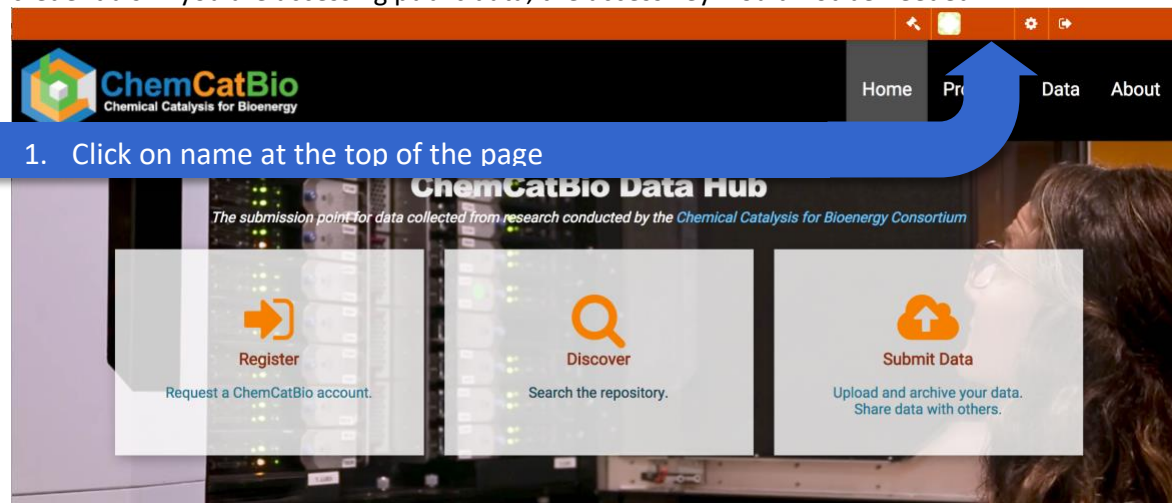 ChemCatBio
Chemical Catalysis for Bioenergy
Home
Data
About
1. Click on name at the top of the page
ChemCatBio Data Hub
The submission point for data collected from research conducted by the Chemical Catalysis for Bioenergy Consortium
Register
Request a ChemCatBio account.
Discover
Search the repository.
Submit Data
Upload and archive your data.
Share data with others.